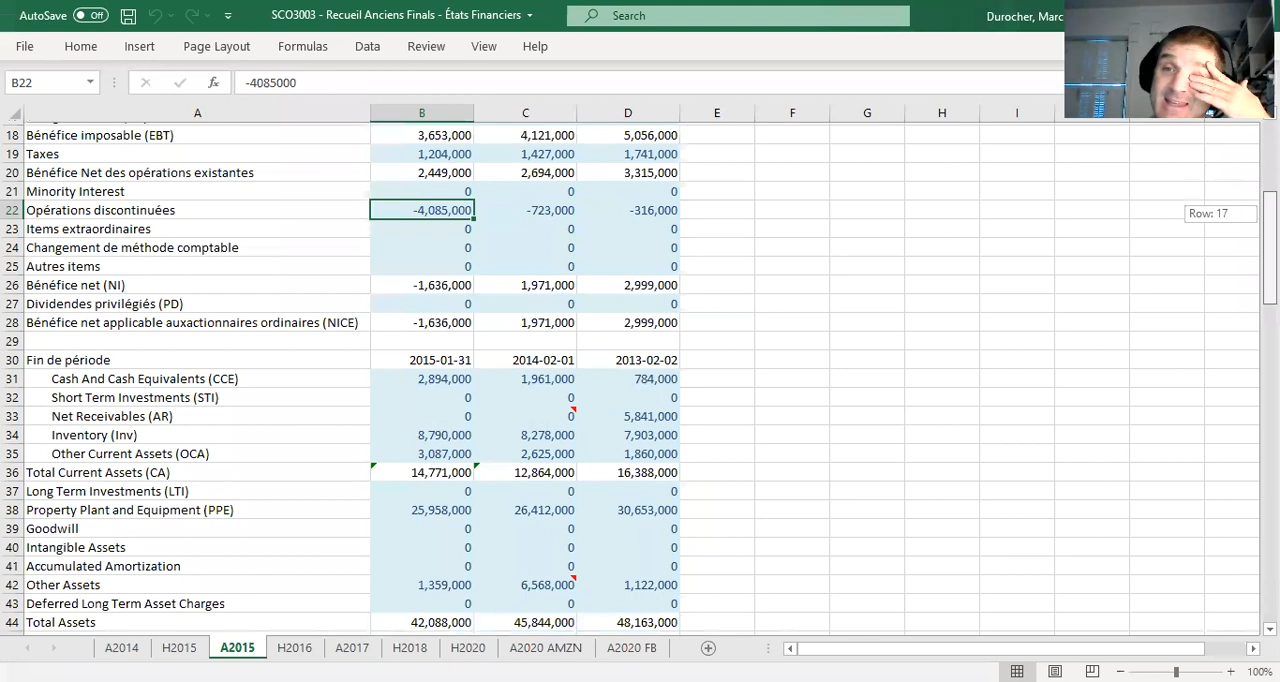 AutoSave Off SCO3003 - Recueil Anciens Finals - États Financiers Search Durocher, Marc
File Home Insert Page Layout Formulas Data Review View Help
B22 fx -4085000
A B C D E F G H I
18 Bénéfice imposable (EBT) 3,653,000 4,121,000 5,056,000
19 Taxes 1,204,000 1,427,000 1,741,000
20 Bénéfice Net des opérations existantes 2,449,000 2,694,000 3,315,000
21 Minority Interest 0 0 0
22 Opérations discontinuées -4,085,000 -723,000 -316,000 Row: 17
23 Items extraordinaires 0 0 0
24 Changement de méthode comptable 0 0 0
25 Autres items 0 0 0
26 Bénéfice net (NI) -1,636,000 1,971,000 2,999,000
27 Dividendes privilégiés (PD) 0 0 0
28 Bénéfice net applicable auxactionnaires ordinaires (NICE) -1,636,000 1,971,000 2,999,000
29
30 Fin de période 2015-01-31 2014-02-01 2013-02-02
31 Cash And Cash Equivalents (CCE) 2,894,000 1,961,000 784,000
32 Short Term Investments (STI) 0 0 0
33 Net Receivables (AR) 0 0 5,841,000
34 Inventory (Inv) 8,790,000 8,278,000 7,903,000
35 Other Current Assets (OCA) 3,087,000 2,625,000 1,860,000
36 Total Current Assets (CA) 14,771,000 12,864,000 16,388,000
37 Long Term Investments (LTI) 0 0 0
38 Property Plant and Equipment (PPE) 25,958,000 26,412,000 30,653,000
39 Goodwill 0 0 0
40 Intangible Assets 0 0 0
41 Accumulated Amortization 0 0 0
42 Other Assets 1,359,000 6,568,000 1,122,000
43 Deferred Long Term Asset Charges 0 0 0
44 Total Assets 42,088,000 45,844,000 48,163,000
A2014 H2015 A2015 H2016 A2017 H2018 H2020 A2020 AMZN A2020 FB
100%